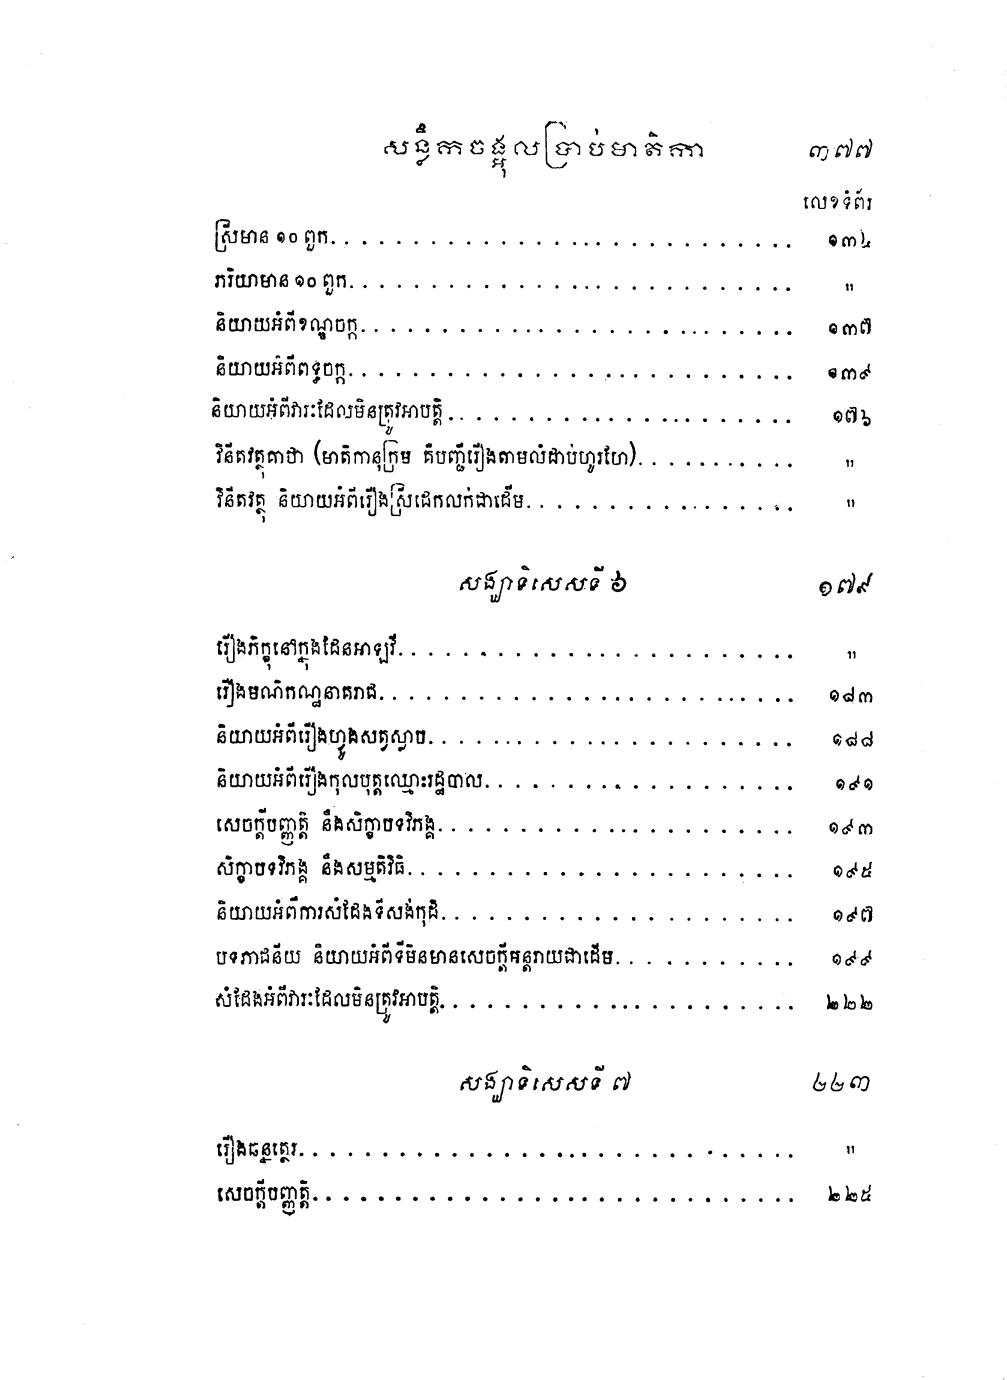 សន្លឹកចង្អុលប្រាប់មាតិកា ៣៧៧
លេខទំព័រ
ស្រីមាន ១០ ពួក. . . . . . . . . . . . . . . . . . . . . . . ១៣៤
ភរិយាមាន ១០ ពួក. . . . . . . . . . . . . . . . . . . . . . "
និយាយអំពីខណ្ឌចក្ក. . . . . . . . . . . . . . . . . . . . . . ១៣៧
និយាយអំពីពទ្ធចក្ក. . . . . . . . . . . . . . . . . . . . . . ១៣៩
និយាយអំពីវារៈដែលមិនត្រូវអាបត្តិ . . . . . . . . . . . . . . . . . ១៧៦
វិនីតវត្ថុគាថា (មាតិកានុក្រម គឺបញ្ជីរឿងតាមលំដាប់ហូរហែ). . . . . . . . "
វិនីតវត្ថុ និយាយអំពីរឿងស្រីដេកលក់ជាដើម. . . . . . . . . . . . . . "
សង្ឃាទិសេសទី ៦ ១៧៩
រឿងភិក្ខុនៅក្នុងដែនអាឡវី. . . . . . . . . . . . . . . . . . . . "
រឿងមណិកណ្ឋនាគរាជ. . . . . . . . . . . . . . . . . . . . . ១៨៣
និយាយអំពីរឿងហ្វូងសត្វស្លាប. . . . . . . . . . . . . . . . . . ១៨៨
និយាយអំពីរឿងកុលបុត្តឈ្មោះរដ្ឋបាល. . . . . . . . . . . . . . . . ១៩១
សេចក្តីបញ្ញត្តិ នឹងសិក្ខាបទវិភង្គ. . . . . . . . . . . . . . . . . . ១៩៣
សិក្ខាបទវិភង្គ នឹងសម្មតិវិធិ. . . . . . . . . . . . . . . . . . . ១៩៥
និយាយអំពីការសំដែងទីសង់កុដិ. . . . . . . . . . . . . . . . . . ១៩៧
បទភាជនីយ និយាយអំពីទីមិនមានសេចក្តីអន្តរាយជាដើម. . . . . . . . . ១៩៩
សំដែងអំពីវារៈដែលមិនត្រូវអាបត្តិ. . . . . . . . . . . . . . . . . . ២២២
សង្ឃាទិសេសទី ៧ ២២៣
រឿងឆន្នត្ថេរ. . . . . . . . . . . . . . . . . . . . . . . . . "
សេចក្តីបញ្ញត្តិ. . . . . . . . . . . . . . . . . . . . . . . . ២២៥